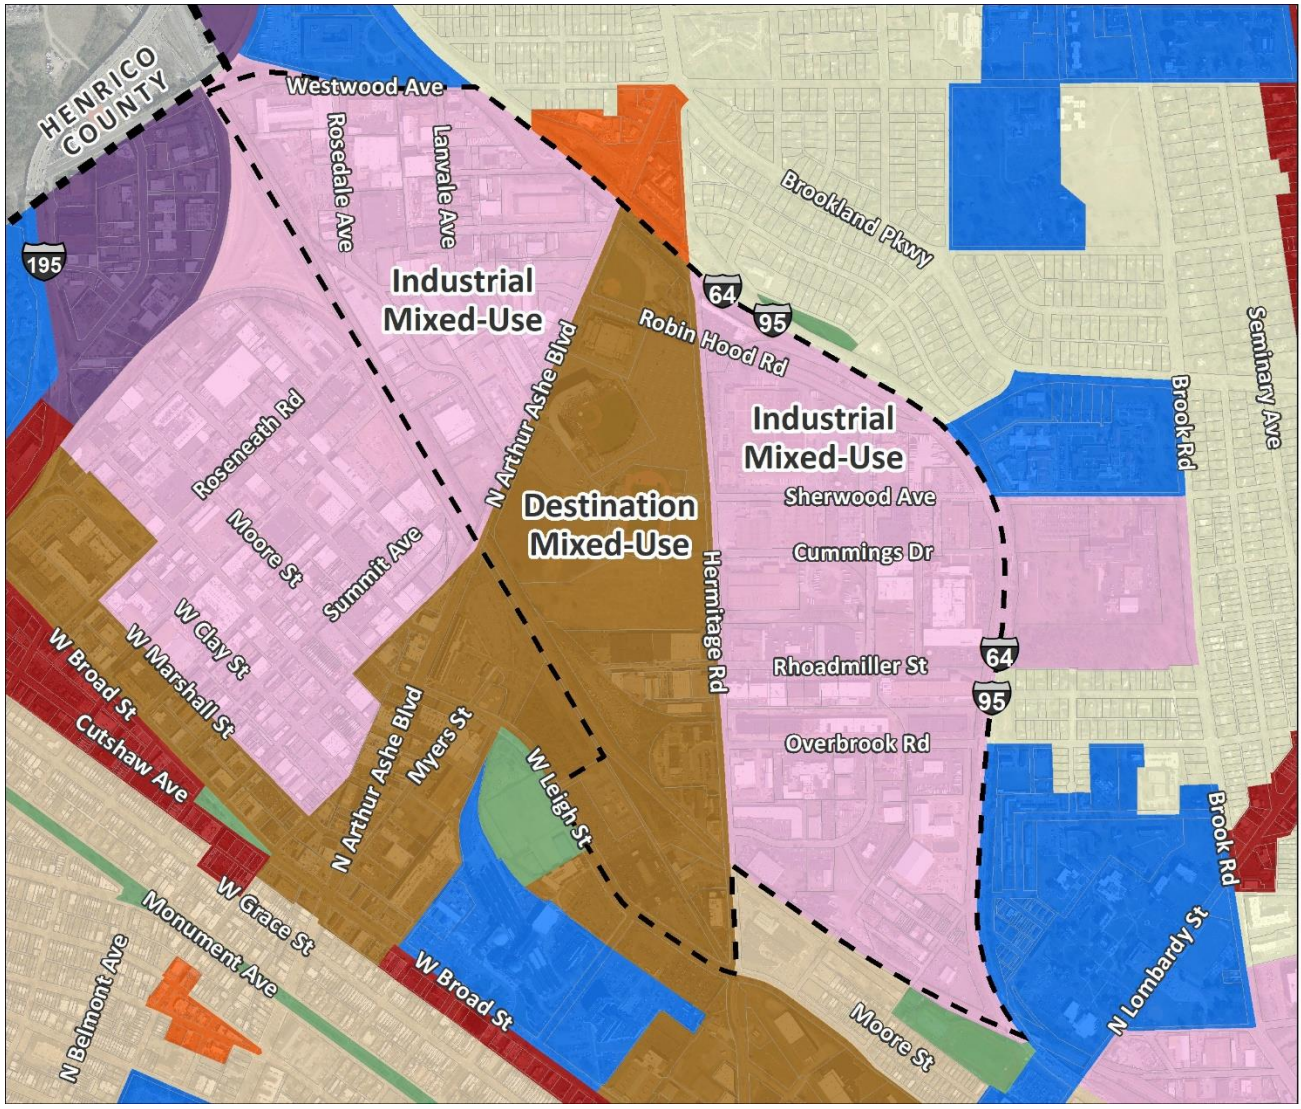 HENRICO
COUNTY
Westwood Ave
Rosedale Ave
Lanvale Ave
Brookland Pkwy
195
Industrial
Mixed-Use
64
95
Robin Hood Rd
N Arthur Ashe Blvd
Seminary Ave
Brook Rd
Roseneath Rd
Industrial
Mixed-Use
Sherwood Ave
Destination
Mixed-Use
Moore St
Summit Ave
Cummings Dr
Hermitage Rd
W Clay St
W Marshall St
W Broad St
Rhoadmiller St
64
95
Cutshaw Ave
N Arthur Ashe Blvd
Myers St
W Leigh St
Overbrook Rd
Brook Rd
W Grace St
Monument Ave
N Belmont Ave
W Broad St
Moore St
N Lombardy St